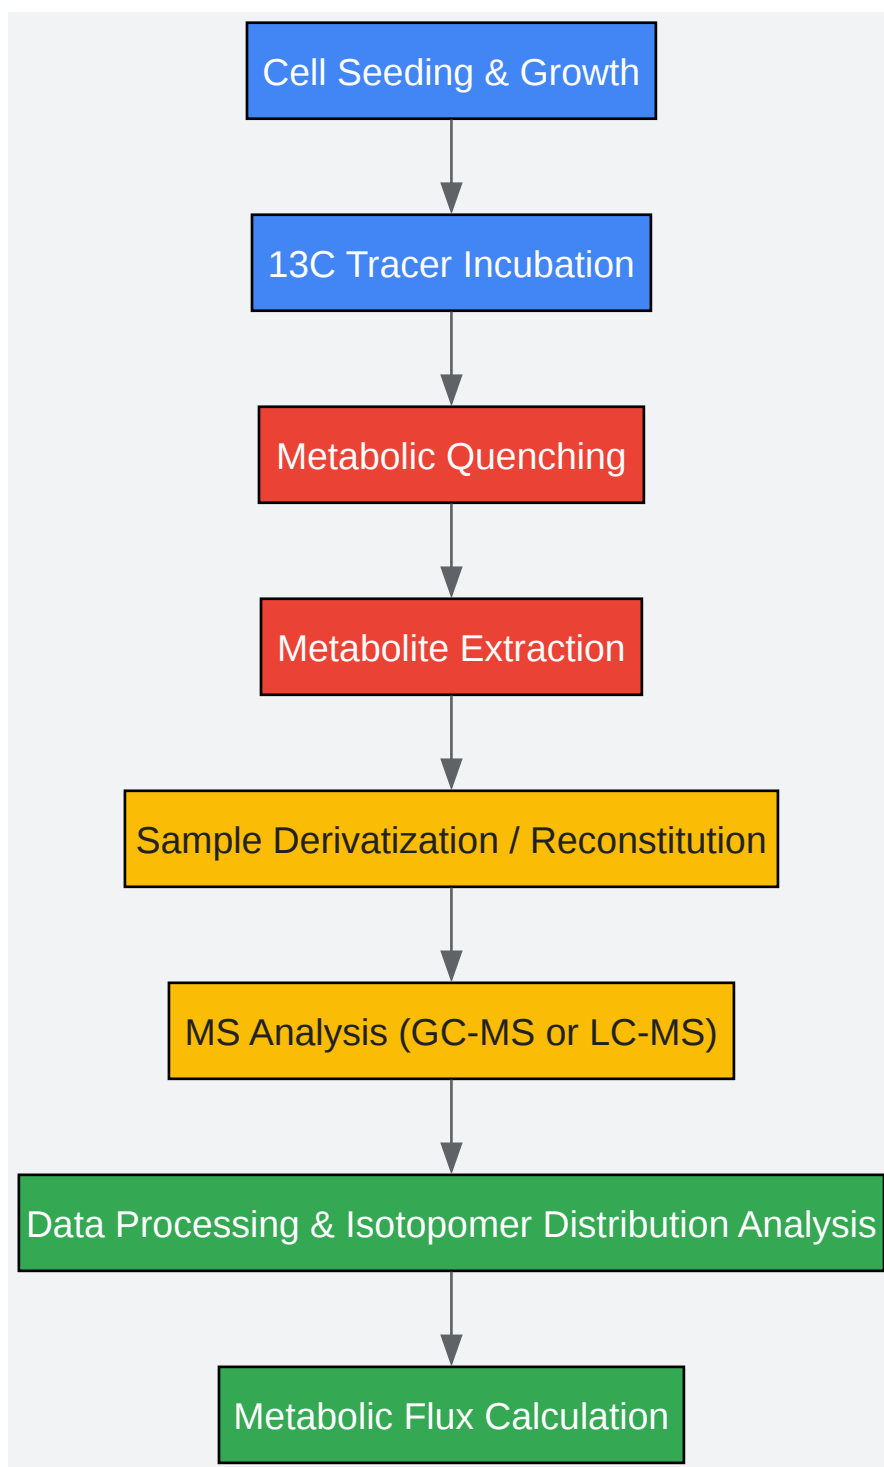 Cell Seeding & Growth
13C Tracer Incubation
Metabolic Quenching
Metabolite Extraction
Sample Derivatization / Reconstitution
MS Analysis (GC-MS or LC-MS)
Data Processing & Isotopomer Distribution Analysis
Metabolic Flux Calculation